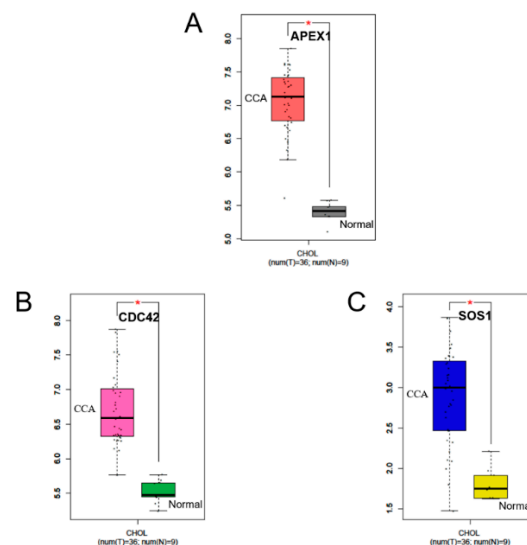 A
*
APEX1
8.0
7.5
7.0
6.5
6.0
5.5
5.0
CCA
Normal
CHOL
(num(T)=36; num(N)=9)
B
*
CDC42
8.0
7.5
7.0
6.5
6.0
5.5
CCA
Normal
CHOL
(num(T)=36; num(N)=9)
C
*
SOS1
4.0
3.5
3.0
2.5
2.0
1.5
CCA
Normal
CHOL
(num(T)=36; num(N)=9)